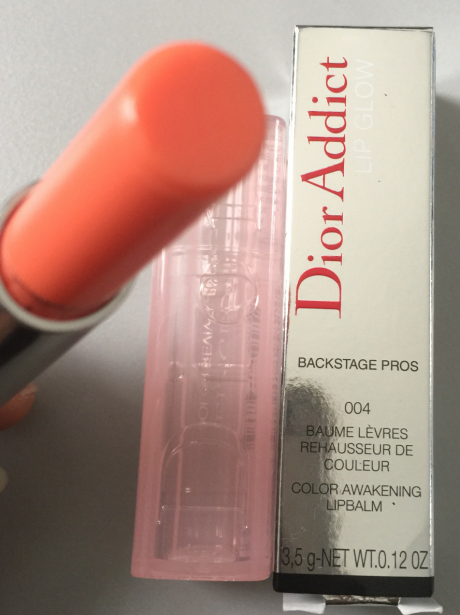 Dior Addict
LIP GLOW
BACKSTAGE PROS
004
BAUME LÈVRES
REHAUSSEUR DE
COULEUR
COLOR AWAKENING
LIPBALM
3,5 g-NET WT.0.12 OZ